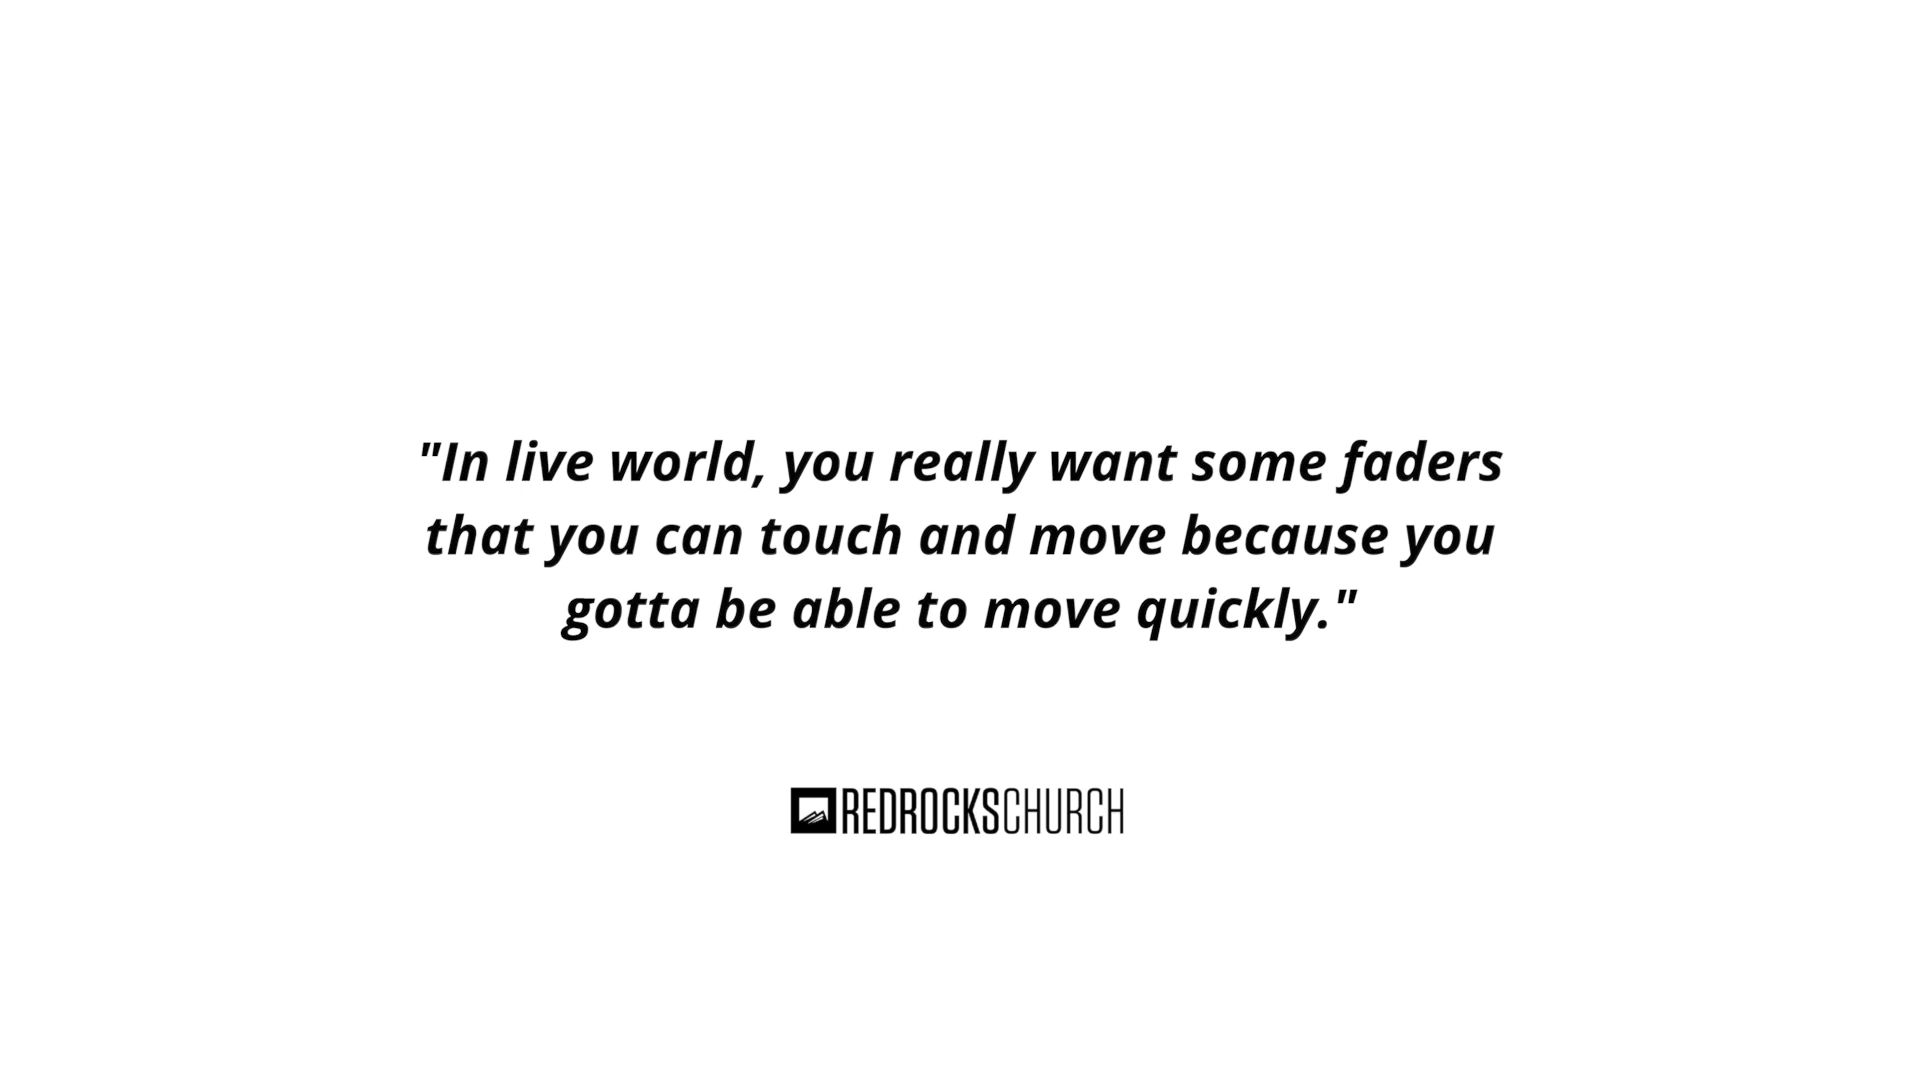 "In live world, you really want some faders
that you can touch and move because you
gotta be able to move quickly."
REDROCKSCHURCH